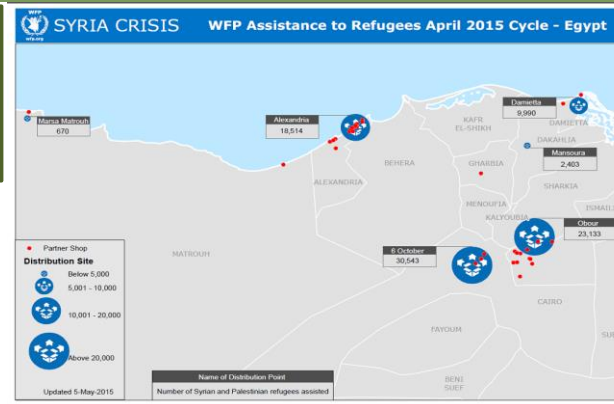 WFP
wfp.org
SYRIA CRISIS
WFP Assistance to Refugees April 2015 Cycle - Egypt
Marsa Matrouh
670
Alexandria
18,514
Damietta
9,990
KAFR
EL-SHIKH
DAMIETTA
DAKAHLIA
Mansoura
2,403
BEHERA
GHARBIA
ALEXANDRIA
SHARKIA
MENOUFIA
KALYOUBIA
Obour
23,133
6 October
30,543
MATROUH
CAIRO
FAYOUM
BENI
SUEF
Partner Shop
Distribution Site
Below 5,000
5,001 - 10,000
10,001 - 20,000
Above 20,000
Updated 5-May-2015
Name of Distribution Point
Number of Syrian and Palestinian refugees assisted